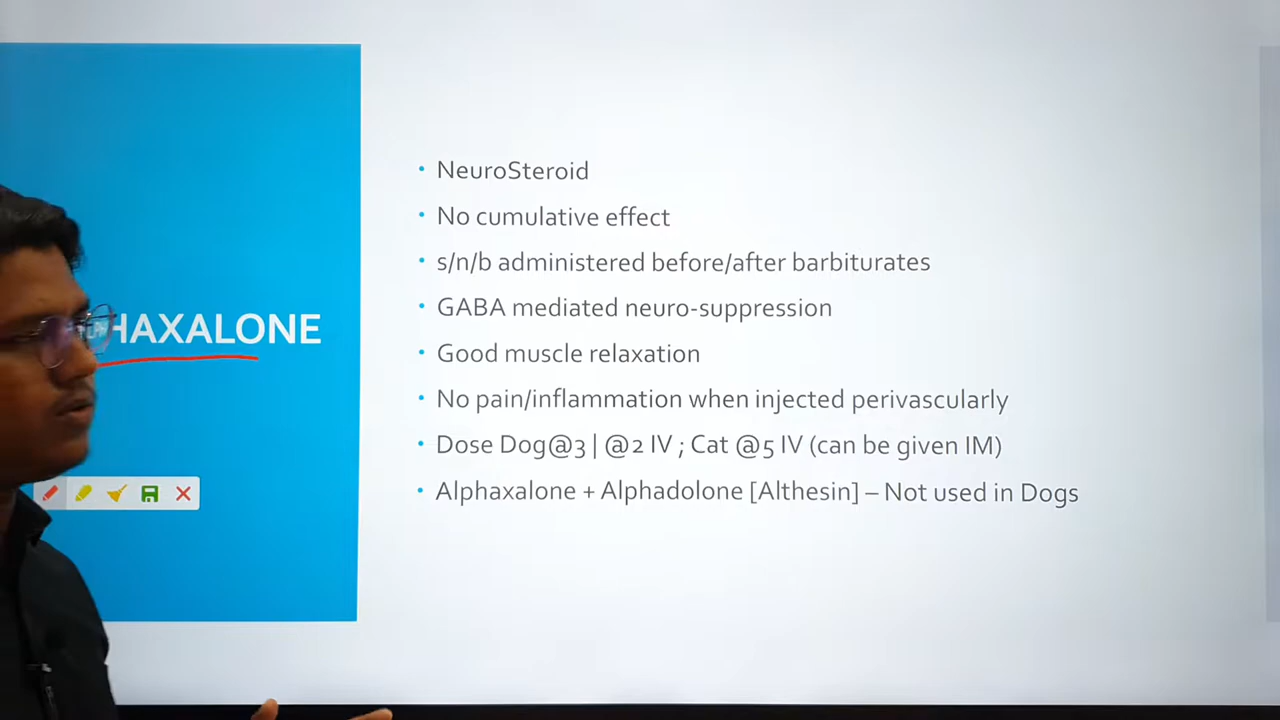 HAXALONE
• NeuroSteroid
• No cumulative effect
• s/n/b administered before/after barbiturates
• GABA mediated neuro-suppression
• Good muscle relaxation
• No pain/inflammation when injected perivascularly
• Dose Dog@3 | @2 IV ; Cat @5 IV (can be given IM)
• Alphaxalone + Alphadolone [Althesin] – Not used in Dogs